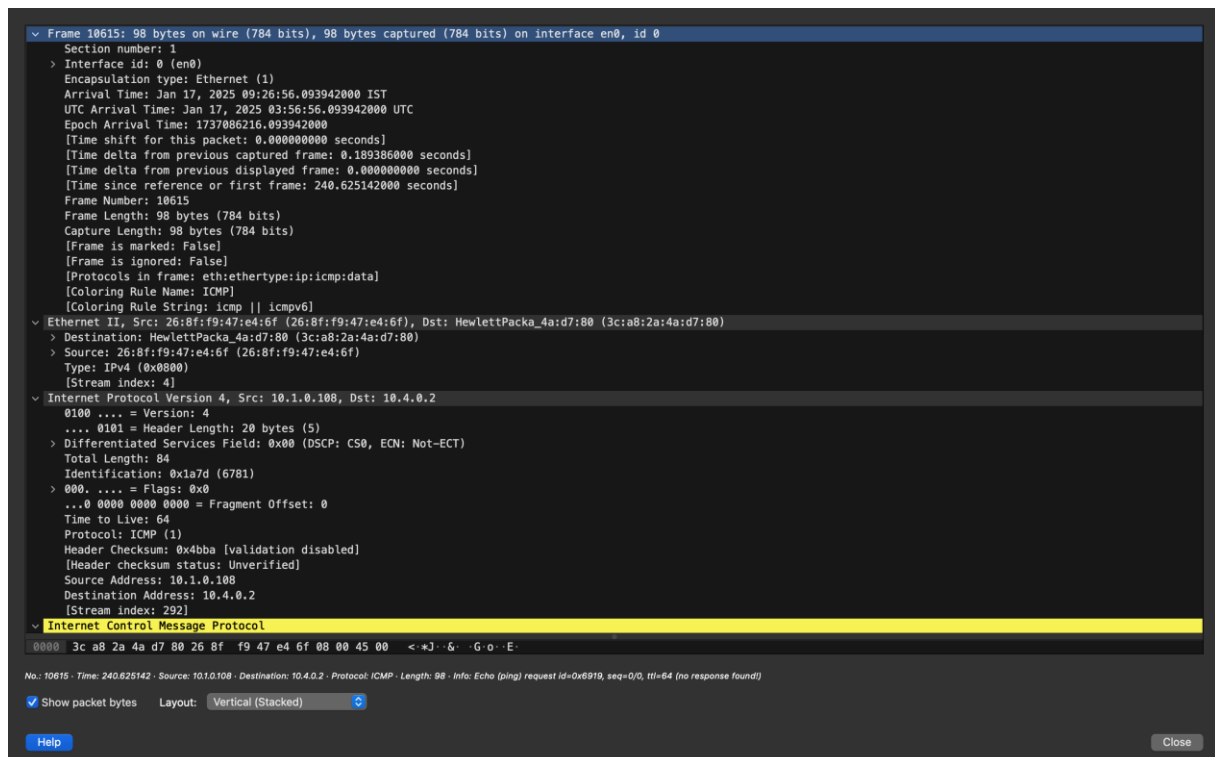 Frame 10615: 98 bytes on wire (784 bits), 98 bytes captured (784 bits) on interface en0, id 0
Section number: 1
Interface id: 0 (en0)
Encapsulation type: Ethernet (1)
Arrival Time: Jan 17, 2025 09:26:56.093942000 IST
UTC Arrival Time: Jan 17, 2025 03:56:56.093942000 UTC
Epoch Arrival Time: 1737086216.093942000
[Time shift for this packet: 0.000000000 seconds]
[Time delta from previous captured frame: 0.189386000 seconds]
[Time delta from previous displayed frame: 0.000000000 seconds]
[Time since reference or first frame: 240.625142000 seconds]
Frame Number: 10615
Frame Length: 98 bytes (784 bits)
Capture Length: 98 bytes (784 bits)
[Frame is marked: False]
[Frame is ignored: False]
[Protocols in frame: eth:ethertype:ip:icmp:data]
[Coloring Rule Name: ICMP]
[Coloring Rule String: icmp || icmpv6]
Ethernet II, Src: 26:8f:f9:47:e4:6f (26:8f:f9:47:e4:6f), Dst: HewlettPacka_4a:d7:80 (3c:a8:2a:4a:d7:80)
Destination: HewlettPacka_4a:d7:80 (3c:a8:2a:4a:d7:80)
Source: 26:8f:f9:47:e4:6f (26:8f:f9:47:e4:6f)
Type: IPv4 (0x0800)
[Stream index: 4]
Internet Protocol Version 4, Src: 10.1.0.108, Dst: 10.4.0.2
0100 .... = Version: 4
.... 0101 = Header Length: 20 bytes (5)
Differentiated Services Field: 0x00 (DSCP: CS0, ECN: Not-ECT)
Total Length: 84
Identification: 0x1a7d (6781)
000. .... = Flags: 0x0
...0 0000 0000 0000 = Fragment Offset: 0
Time to Live: 64
Protocol: ICMP (1)
Header Checksum: 0x4bba [validation disabled]
[Header checksum status: Unverified]
Source Address: 10.1.0.108
Destination Address: 10.4.0.2
[Stream index: 292]
Internet Control Message Protocol
0000 3c a8 2a 4a d7 80 26 8f f9 47 e4 6f 08 00 45 00 <·*J··&· ·G·o··E·
No.: 10615 · Time: 240.625142 · Source: 10.1.0.108 · Destination: 10.4.0.2 · Protocol: ICMP · Length: 98 · Info: Echo (ping) request id=0x6919, seq=0/0, ttl=64 (no response found!)
Show packet bytes Layout: Vertical (Stacked)
Help Close